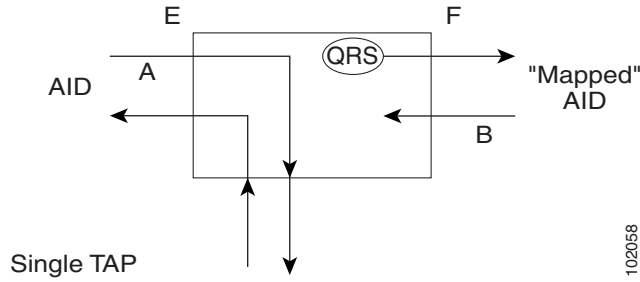 E
F
A
QRS
AID
"Mapped"
AID
B
Single TAP
102058